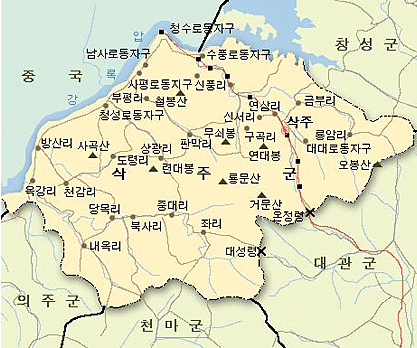 청수로동자구
압
록
강
남사로동자구
수풍로동자구
창성군
중국
사평로동지구
신풍리
부평리
철봉산
금부리
청성로동자구
신서리
연삼리
삭주
방산리
사곡산
무쇠봉
판막리
구곡리
룡암리
대대로동자구
상광리
도령리
연대봉
오봉산
련대봉
삭주군
룡문산
옥강리
천감리
거문산
온정령
중대리
당목리
북사리
좌리
내옥리
대성령
대관군
의주군
천마군